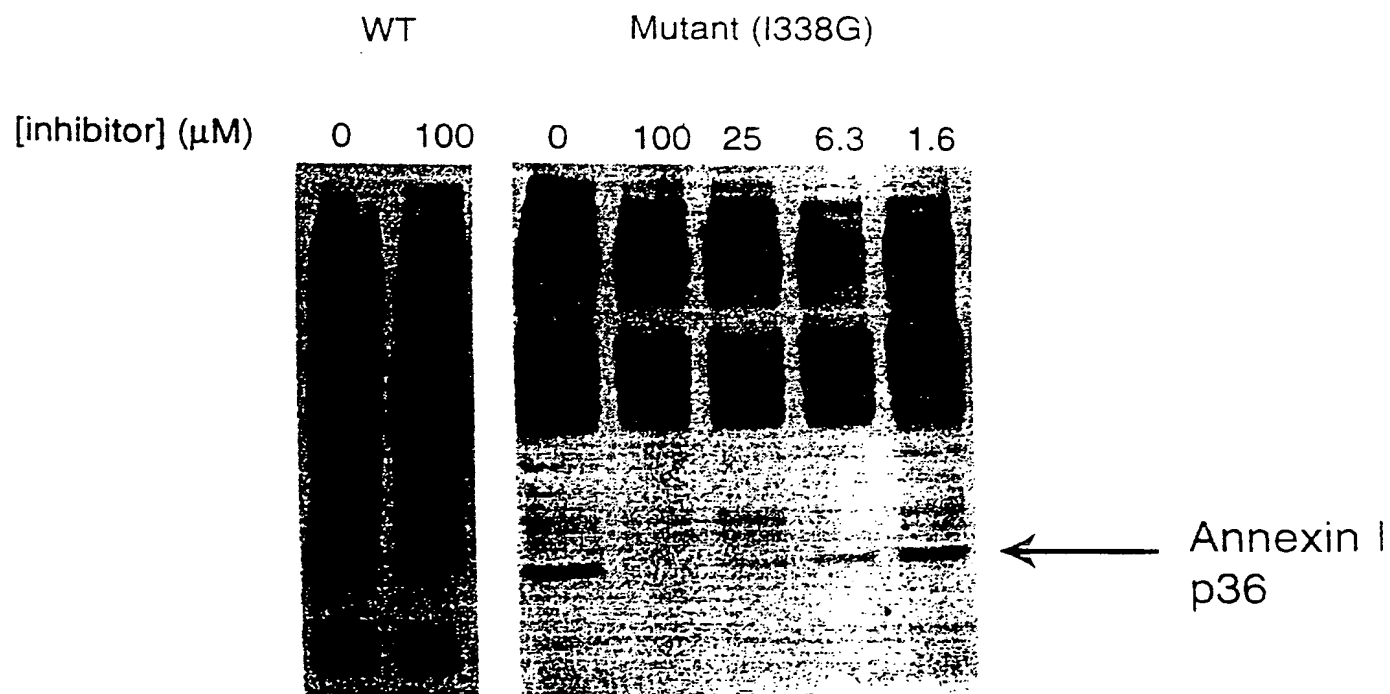 WT Mutant (I338G)
[inhibitor] (μM) 0 100 0 100 25 6.3 1.6
Annexin I
p36